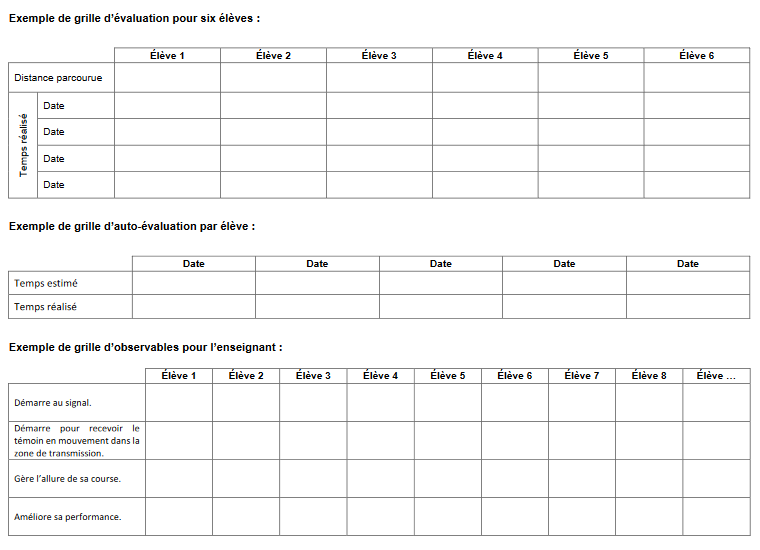 Exemple de grille d'évaluation pour six élèves :
Élève 1 Élève 2 Élève 3 Élève 4 Élève 5 Élève 6
Distance parcourue
Temps réalisé
Date
Date
Date
Date
Exemple de grille d'auto-évaluation par élève :
Date Date Date Date Date
Temps estimé
Temps réalisé
Exemple de grille d'observables pour l'enseignant :
Élève 1 Élève 2 Élève 3 Élève 4 Élève 5 Élève 6 Élève 7 Élève 8 Élève ...
Démarre au signal.
Démarre pour recevoir le
témoin en mouvement dans la
zone de transmission.
Gère l'allure de sa course.
Améliore sa performance.